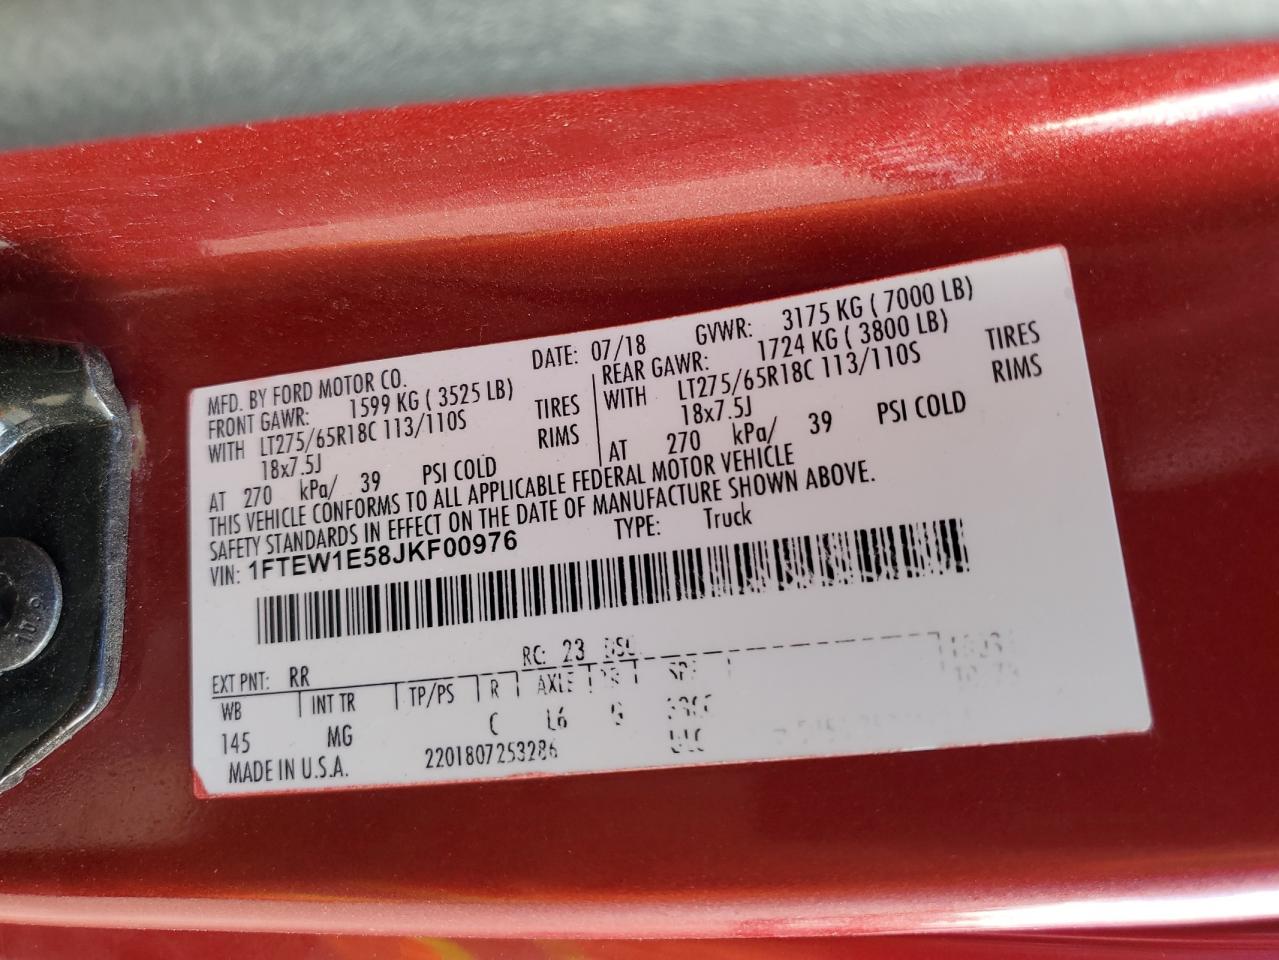 MFD. BY FORD MOTOR CO. DATE: 07/18 GVWR: 3175 KG ( 7000 LB)
FRONT GAWR: 1599 KG ( 3525 LB) REAR GAWR: 1724 KG ( 3800 LB)
WITH LT275/65R18C 113/110S TIRES WITH LT275/65R18C 113/110S TIRES
18x7.5J RIMS 18x7.5J RIMS
AT 270 kPa/ 39 PSI COLD AT 270 kPa/ 39 PSI COLD
THIS VEHICLE CONFORMS TO ALL APPLICABLE FEDERAL MOTOR VEHICLE
SAFETY STANDARDS IN EFFECT ON THE DATE OF MANUFACTURE SHOWN ABOVE.
VIN: 1FTEW1E58JKF00976 TYPE: Truck
EXT PNT: RR RC: 23
WB INT TR TP/PS R AXLE
145 MG C L6
MADE IN U.S.A. 2201807253286
10.9